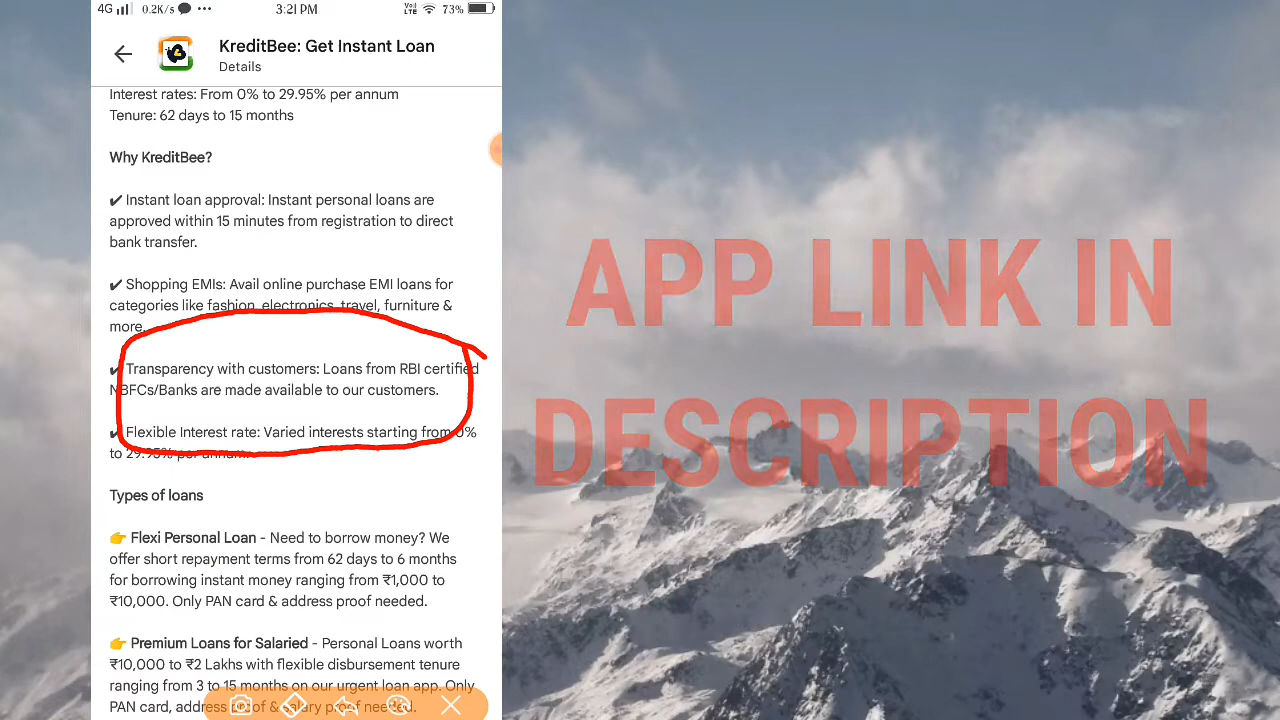 4G 0.2K/s 3:21 PM VoLTE 73%
KreditBee: Get Instant Loan
Details
Interest rates: From 0% to 29.95% per annum
Tenure: 62 days to 15 months
Why KreditBee?
✔ Instant loan approval: Instant personal loans are
approved within 15 minutes from registration to direct
bank transfer.
✔ Shopping EMIs: Avail online purchase EMI loans for
categories like fashion, electronics, travel, furniture &
more.
✔ Transparency with customers: Loans from RBI certified
NBFCs/Banks are made available to our customers.
✔ Flexible Interest rate: Varied interests starting from 0%
to 29.95% per annum.
Types of loans
👉 Flexi Personal Loan - Need to borrow money? We
offer short repayment terms from 62 days to 6 months
for borrowing instant money ranging from ₹1,000 to
₹10,000. Only PAN card & address proof needed.
👉 Premium Loans for Salaried - Personal Loans worth
₹10,000 to ₹2 Lakhs with flexible disbursement tenure
ranging from 3 to 15 months on our urgent loan app. Only
PAN card, address proof & salary proof needed.
APP LINK IN
DESCRIPTION